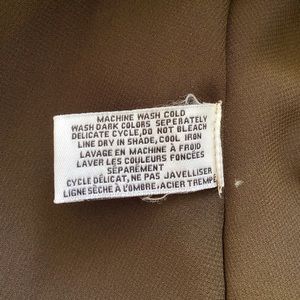 MACHINE WASH COLD
WASH DARK COLORS SEPERATELY
DELICATE CYCLE, DO NOT BLEACH
LINE DRY IN SHADE, COOL IRON
LAVAGE EN MACHINE À FROID
LAVER LES COULEURS FONCÉES
SÉPARÉMENT
CYCLE DÉLICAT, NE PAS JAVELLISER
LIGNE SÈCHE À L'OMBRE, ACIER TREMPE